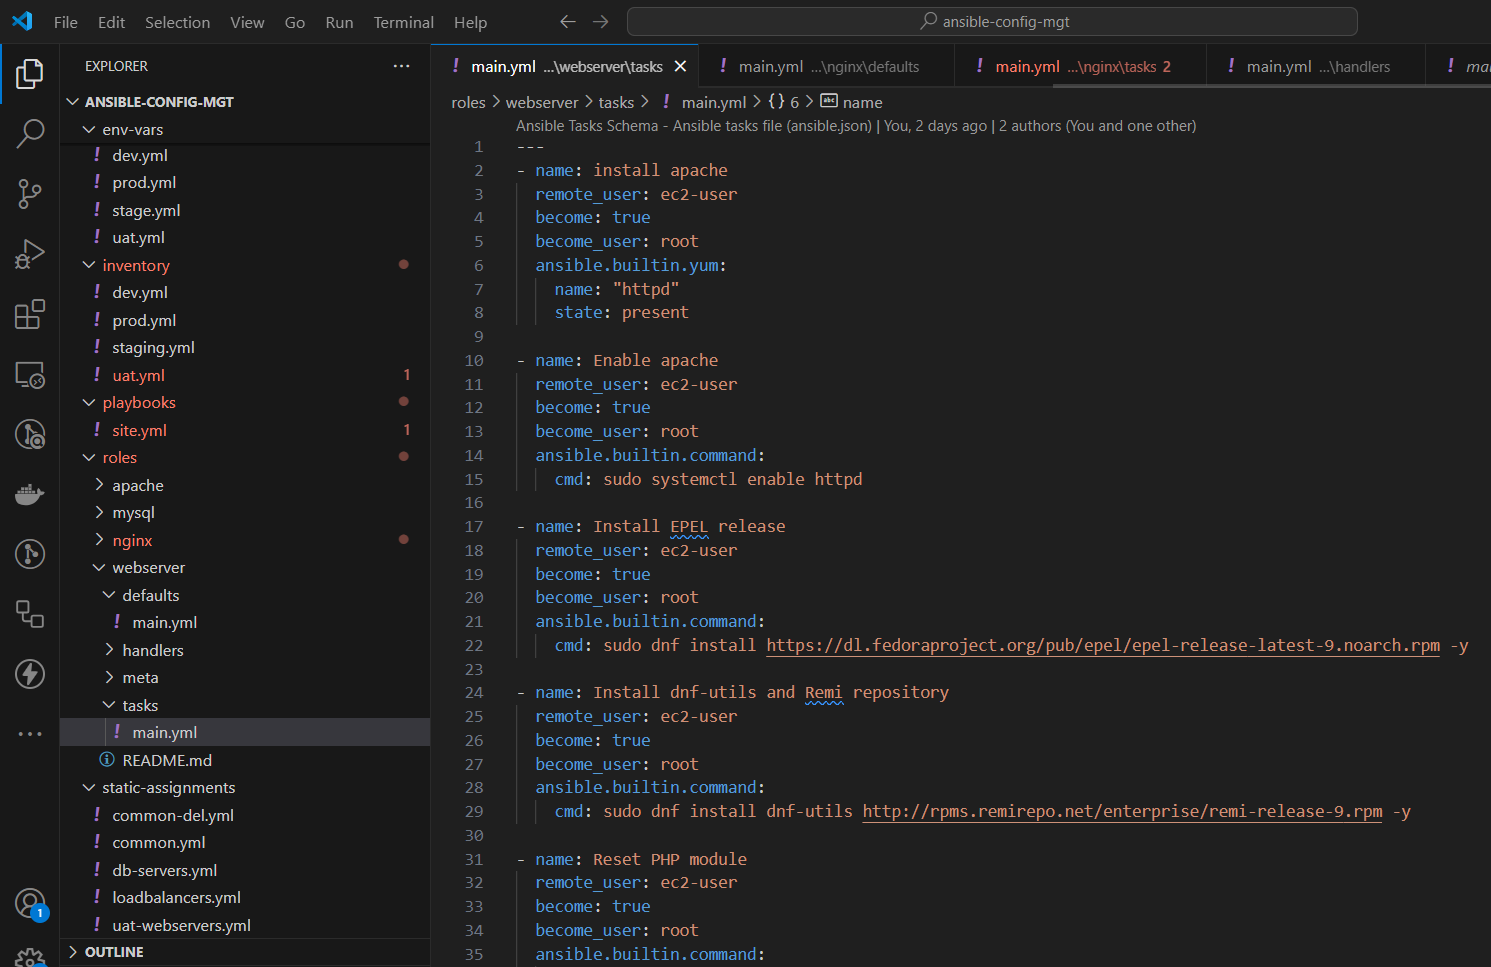 File Edit Selection View Go Run Terminal Help
ansible-config-mgt
EXPLORER
ANSIBLE-CONFIG-MGT
env-vars
! dev.yml
! prod.yml
! stage.yml
! uat.yml
inventory
! dev.yml
! prod.yml
! staging.yml
! uat.yml 1
playbooks
! site.yml 1
roles
apache
mysql
nginx
webserver
defaults
! main.yml
handlers
meta
tasks
! main.yml
README.md
static-assignments
! common-del.yml
! common.yml
! db-servers.yml
! loadbalancers.yml
! uat-webservers.yml
OUTLINE
1
! main.yml ...\webserver\tasks
! main.yml ...\nginx\defaults
! main.yml ...\nginx\tasks 2
! main.yml ...\handlers
!
roles > webserver > tasks > ! main.yml > {} 6 > abc name
Ansible Tasks Schema - Ansible tasks file (ansible.json) | You, 2 days ago | 2 authors (You and one other)
1 ---
2 - name: install apache
3 remote_user: ec2-user
4 become: true
5 become_user: root
6 ansible.builtin.yum:
7 name: "httpd"
8 state: present
9
10 - name: Enable apache
11 remote_user: ec2-user
12 become: true
13 become_user: root
14 ansible.builtin.command:
15 cmd: sudo systemctl enable httpd
16
17 - name: Install EPEL release
18 remote_user: ec2-user
19 become: true
20 become_user: root
21 ansible.builtin.command:
22 cmd: sudo dnf install https://dl.fedoraproject.org/pub/epel/epel-release-latest-9.noarch.rpm -y
23
24 - name: Install dnf-utils and Remi repository
25 remote_user: ec2-user
26 become: true
27 become_user: root
28 ansible.builtin.command:
29 cmd: sudo dnf install dnf-utils http://rpms.remirepo.net/enterprise/remi-release-9.rpm -y
30
31 - name: Reset PHP module
32 remote_user: ec2-user
33 become: true
34 become_user: root
35 ansible.builtin.command: